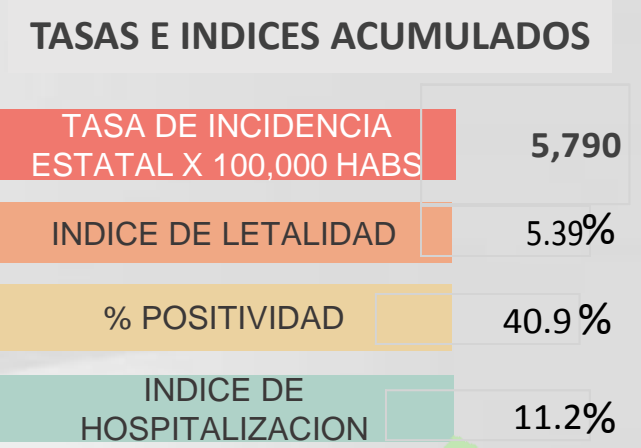 TASAS E INDICES ACUMULADOS
TASA DE INCIDENCIA
ESTATAL X 100,000 HABS
5,790
INDICE DE LETALIDAD
5.39%
% POSITIVIDAD
40.9 %
INDICE DE
HOSPITALIZACION
11.2%